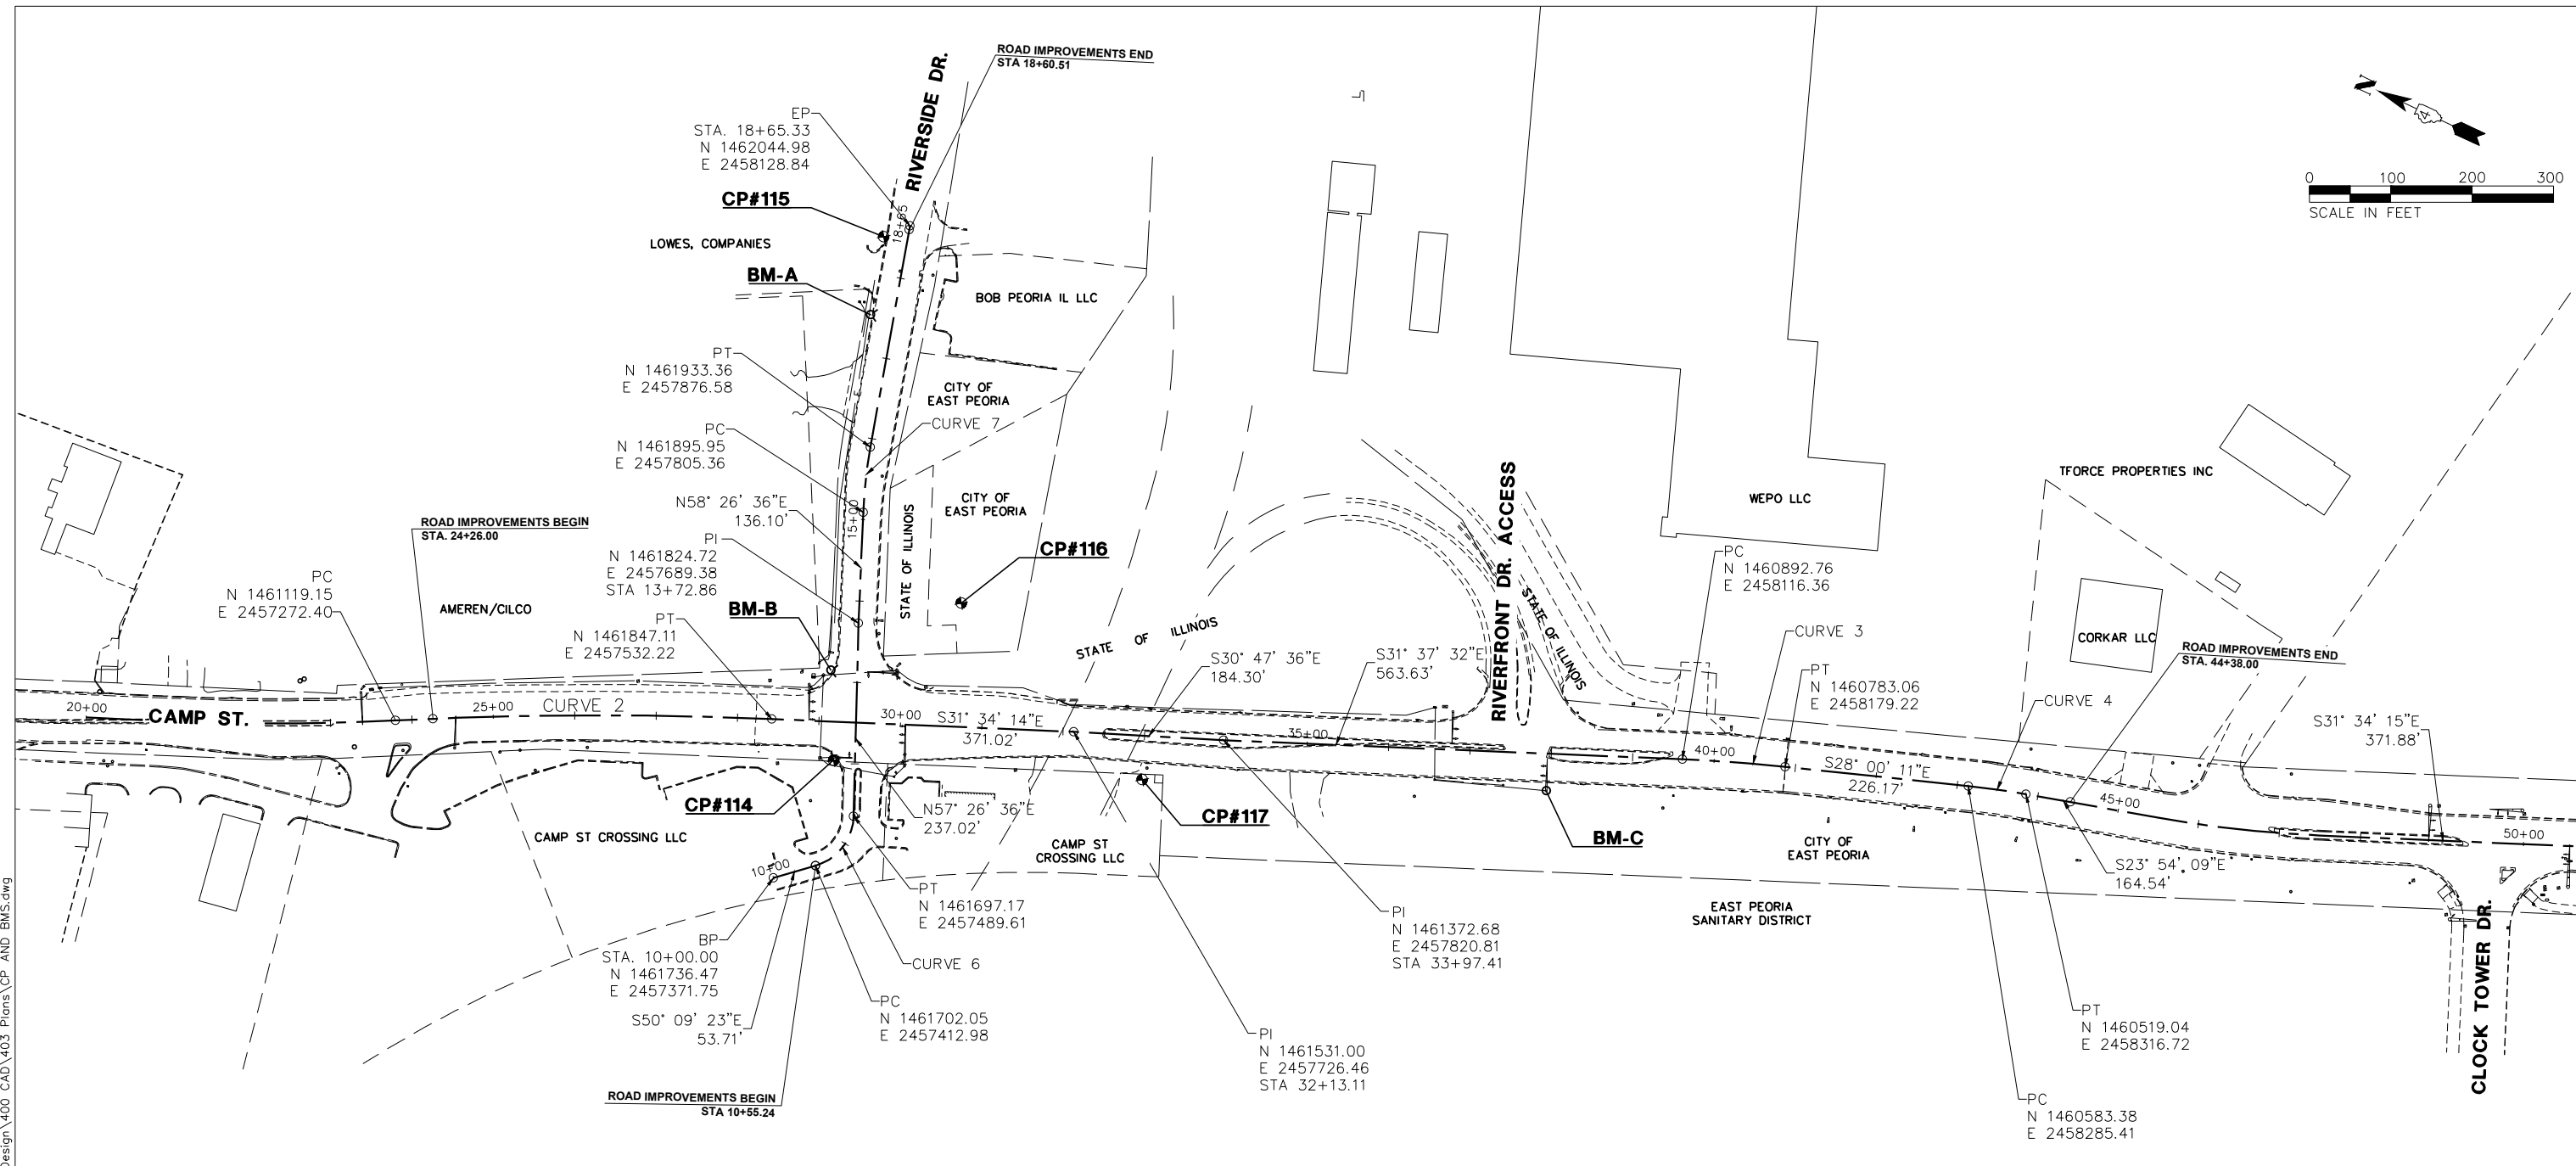 ROAD IMPROVEMENTS END
STA 18+60.51
RIVERSIDE DR.
EP
STA. 18+65.33
N 1462044.98
E 2458128.84
CP#115
18+65
LOWES, COMPANIES
BM-A
BOB PEORIA IL LLC
N
4
0 100 200 300
SCALE IN FEET
PT
N 1461933.36
E 2457876.58
CITY OF
EAST PEORIA
PC
N 1461895.95
E 2457805.36
CURVE 7
N58° 26' 36"E
136.10'
15+00
CITY OF
EAST PEORIA
STATE OF ILLINOIS
PI
N 1461824.72
E 2457689.38
STA 13+72.86
CP#116
ROAD IMPROVEMENTS BEGIN
STA. 24+26.00
PC
N 1461119.15
E 2457272.40
AMEREN/CILCO
PT
N 1461847.11
E 2457532.22
BM-B
STATE OF ILLINOIS
RIVERFRONT DR. ACCESS
STATE OF ILLINOIS
WEPO LLC
TFORCE PROPERTIES INC
CORKAR LLC
PC
N 1460892.76
E 2458116.36
CURVE 3
PT
N 1460783.06
E 2458179.22
CURVE 4
ROAD IMPROVEMENTS END
STA. 44+38.00
S31° 34' 15"E
371.88'
S30° 47' 36"E
184.30'
S31° 37' 32"E
563.63'
20+00
CAMP ST.
25+00
CURVE 2
30+00
S31° 34' 14"E
371.02'
35+00
40+00
S28° 00' 11"E
226.17'
45+00
50+00
S23° 54' 09"E
164.54'
CP#114
N57° 26' 36"E
237.02'
CP#117
BM-C
CAMP ST CROSSING LLC
CAMP ST
CROSSING LLC
CITY OF
EAST PEORIA
EAST PEORIA
SANITARY DISTRICT
10+00
PT
N 1461697.17
E 2457489.61
BP
STA. 10+00.00
N 1461736.47
E 2457371.75
CURVE 6
S50° 09' 23"E
53.71'
PC
N 1461702.05
E 2457412.98
PI
N 1461372.68
E 2457820.81
STA 33+97.41
PI
N 1461531.00
E 2457726.46
STA 32+13.11
ROAD IMPROVEMENTS BEGIN
STA 10+55.24
PT
N 1460519.04
E 2458316.72
PC
N 1460583.38
E 2458285.41
CLOCK TOWER DR.
Design\400 CAD\403 Plans\CP AND BMS.dwg